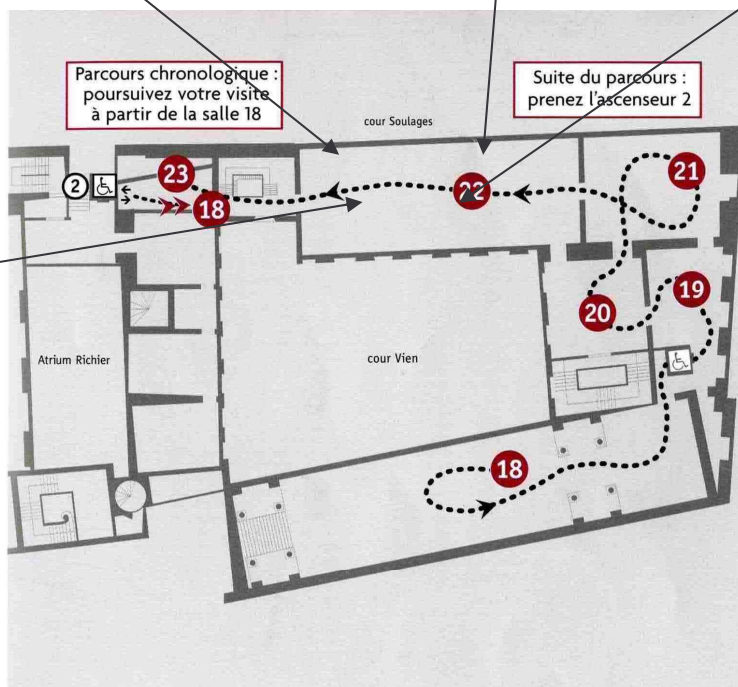 Parcours chronologique :
poursuivez votre visite
à partir de la salle 18
Suite du parcours :
prenez l'ascenseur 2
cour Soulages
23
21
2
22
18
19
20
Atrium Richier
cour Vien
18